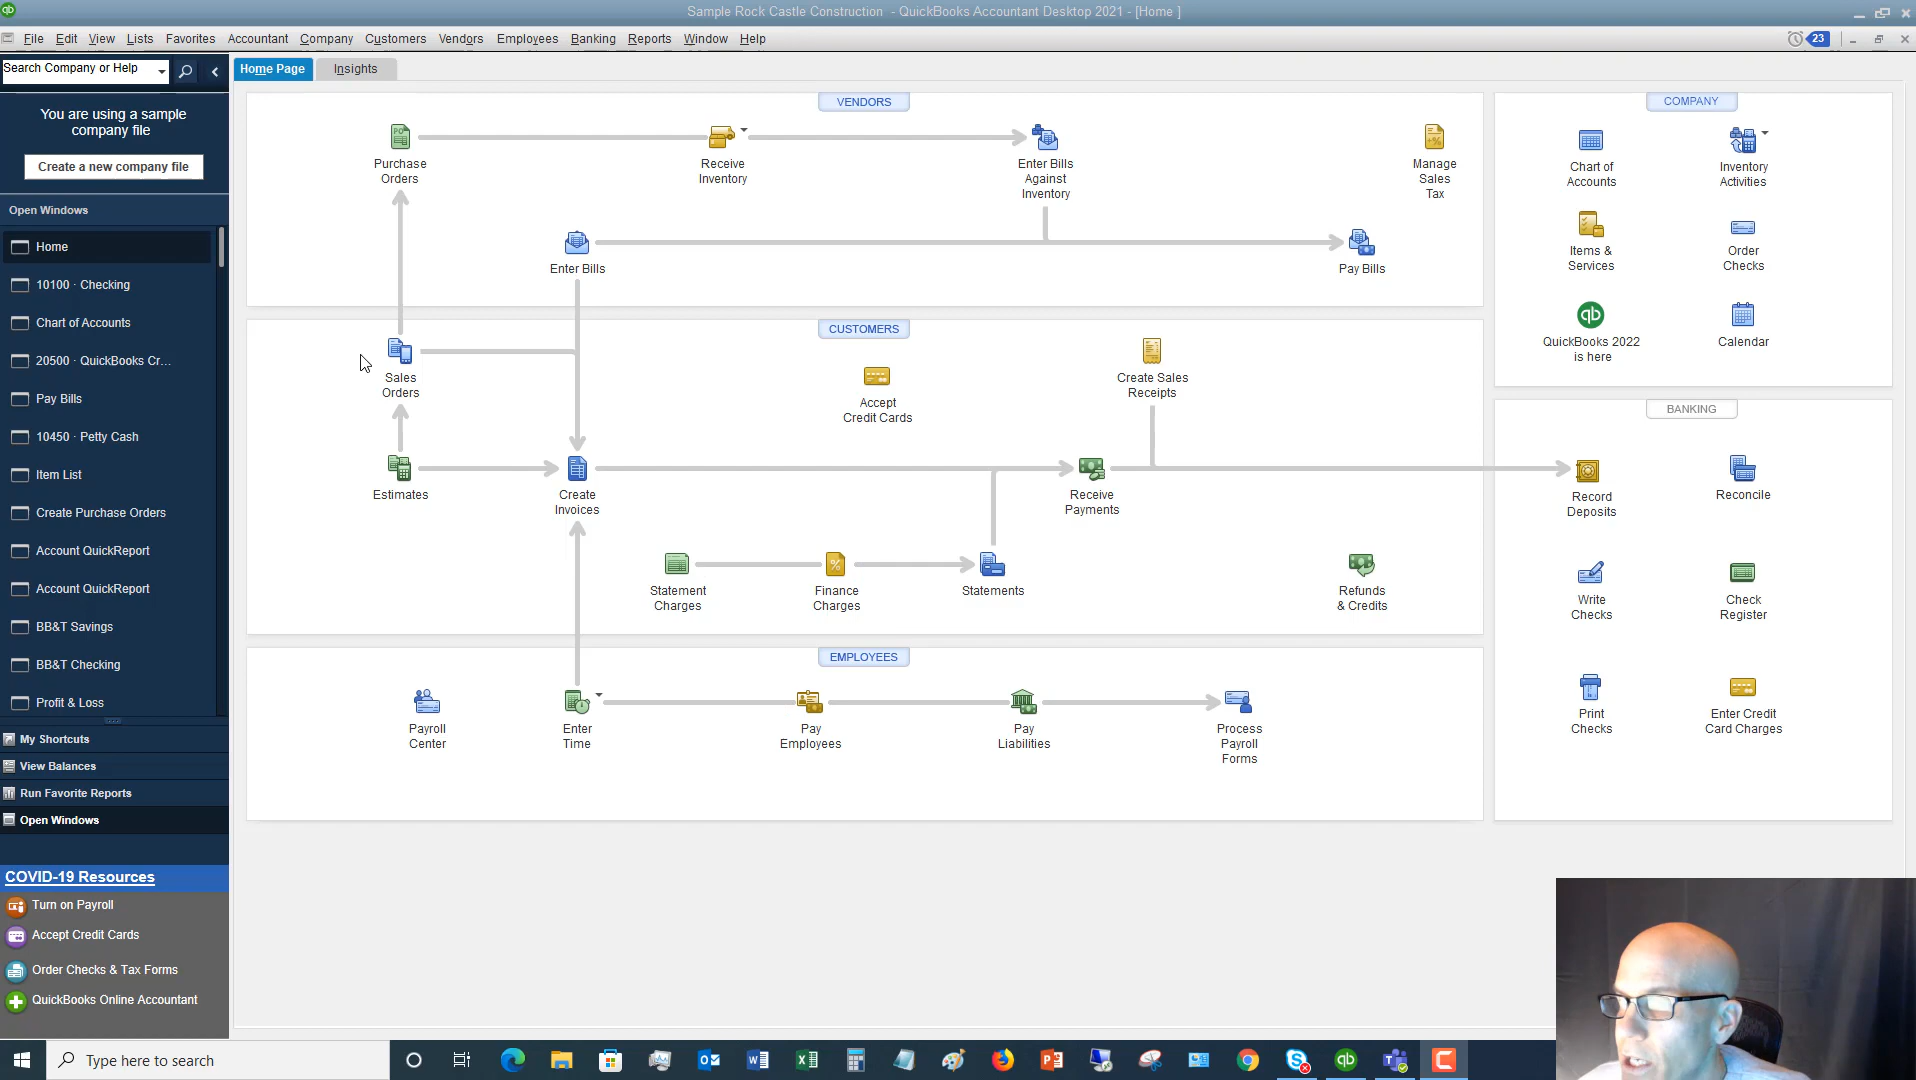 Sample Rock Castle Construction - QuickBooks Accountant Desktop 2021 - [Home ]
File Edit View Lists Favorites Accountant Company Customers Vendors Employees Banking Reports Window Help
23
Search Company or Help
You are using a sample
company file
Create a new company file
Open Windows
Home
10100 · Checking
Chart of Accounts
20500 · QuickBooks Cr...
Pay Bills
10450 · Petty Cash
Item List
Create Purchase Orders
Account QuickReport
Account QuickReport
BB&T Savings
BB&T Checking
Profit & Loss
My Shortcuts
View Balances
Run Favorite Reports
Open Windows
COVID-19 Resources
Turn on Payroll
Accept Credit Cards
Order Checks & Tax Forms
QuickBooks Online Accountant
Home Page
Insights
VENDORS
Purchase
Orders
Receive
Inventory
Enter Bills
Against
Inventory
Manage
Sales
Tax
Enter Bills
Pay Bills
CUSTOMERS
Sales
Orders
Accept
Credit Cards
Create Sales
Receipts
Estimates
Create
Invoices
Receive
Payments
Statement
Charges
Finance
Charges
Statements
Refunds
& Credits
EMPLOYEES
Payroll
Center
Enter
Time
Pay
Employees
Pay
Liabilities
Process
Payroll
Forms
COMPANY
Chart of
Accounts
Inventory
Activities
Items &
Services
Order
Checks
QuickBooks 2022
is here
Calendar
BANKING
Record
Deposits
Reconcile
Write
Checks
Check
Register
Print
Checks
Enter Credit
Card Charges
Type here to search